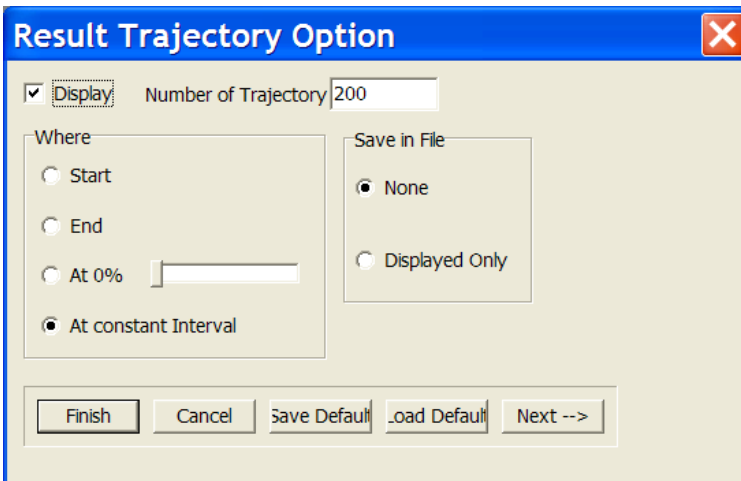 Result Trajectory Option
Display Number of Trajectory 200
Where
Start
End
At 0%
At constant Interval
Save in File
None
Displayed Only
Finish Cancel Save Default Load Default Next -->